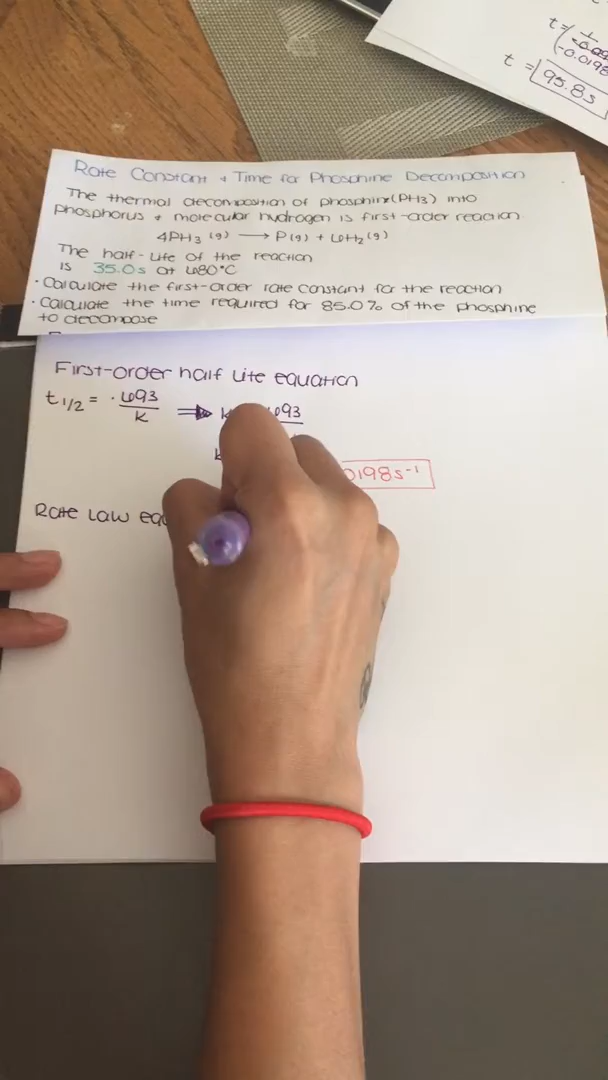 t=
-0.0198
t = 95.8s
Rate Constant + Time for Phosphine Decomposition
The thermal decomposition of phosphine(PH3) into
phosphorus + molecular hydrogen is first-order reaction
4PH3 (g) → P(g) + 6H2(g)
The half-life of the reaction
is 35.0s at 680°C
· Calculate the first-order rate constant for the reaction
· Calculate the time required for 85.0% of the phosphine
to decompose
First-order half life equation
t1/2 = .693/k ⇒ k 693
k 0198s-1
Rate Law equ